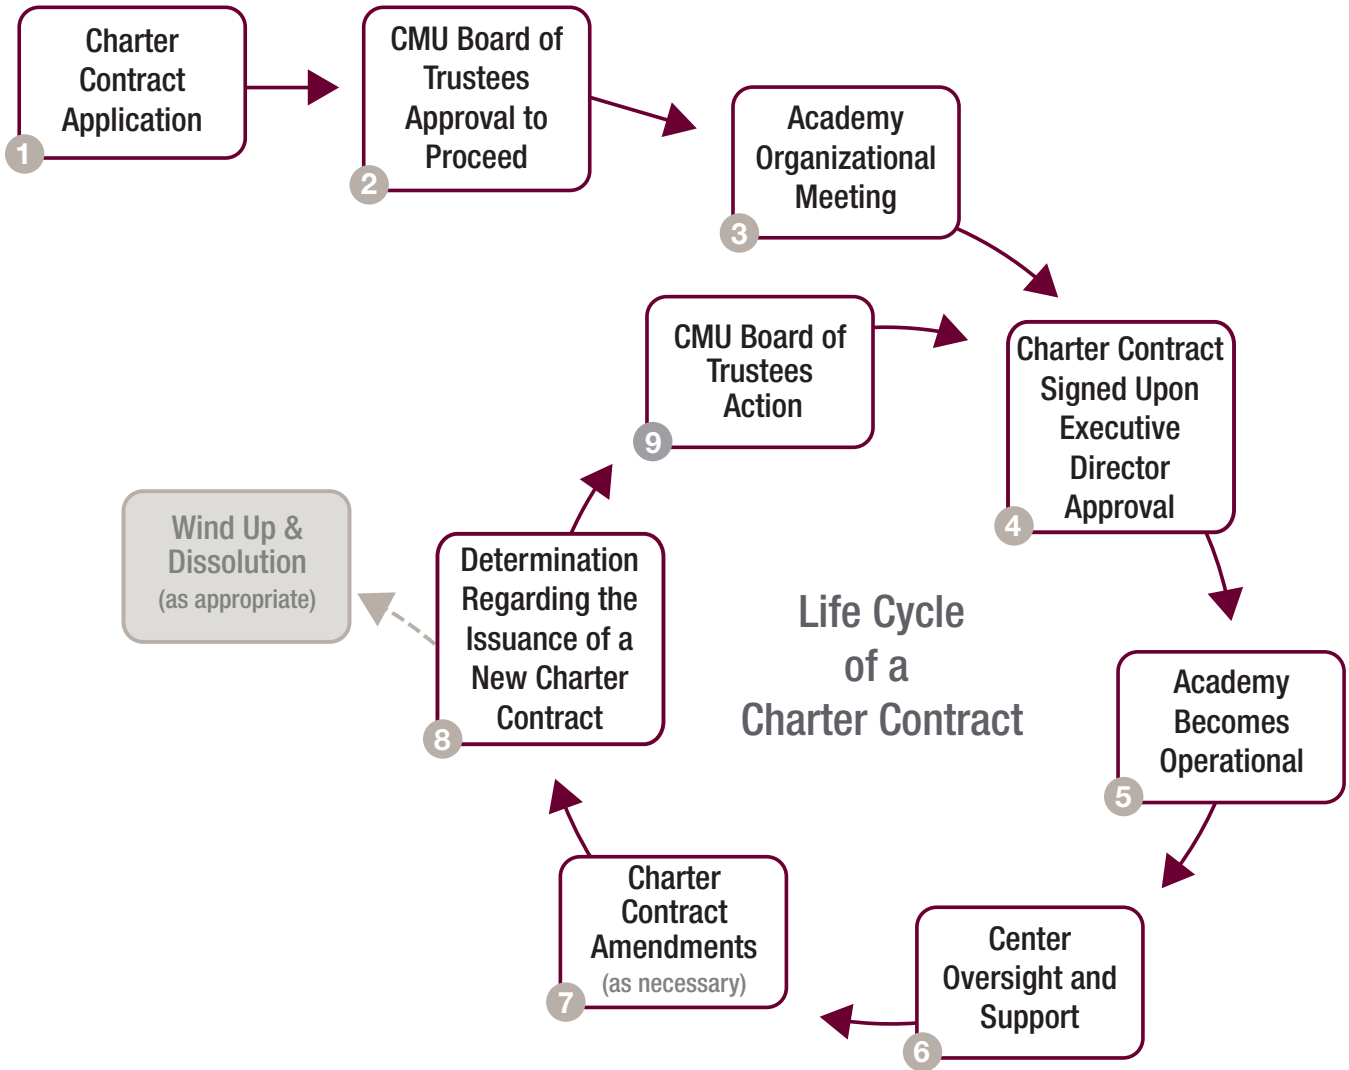 Charter
Contract
Application
1
CMU Board of
Trustees
Approval to
Proceed
2
Academy
Organizational
Meeting
3
Charter Contract
Signed Upon
Executive
Director
Approval
4
Academy
Becomes
Operational
5
Center
Oversight and
Support
6
Charter
Contract
Amendments
(as necessary)
7
Determination
Regarding the
Issuance of a
New Charter
Contract
8
CMU Board of
Trustees
Action
9
Wind Up &
Dissolution
(as appropriate)
Life Cycle
of a
Charter Contract